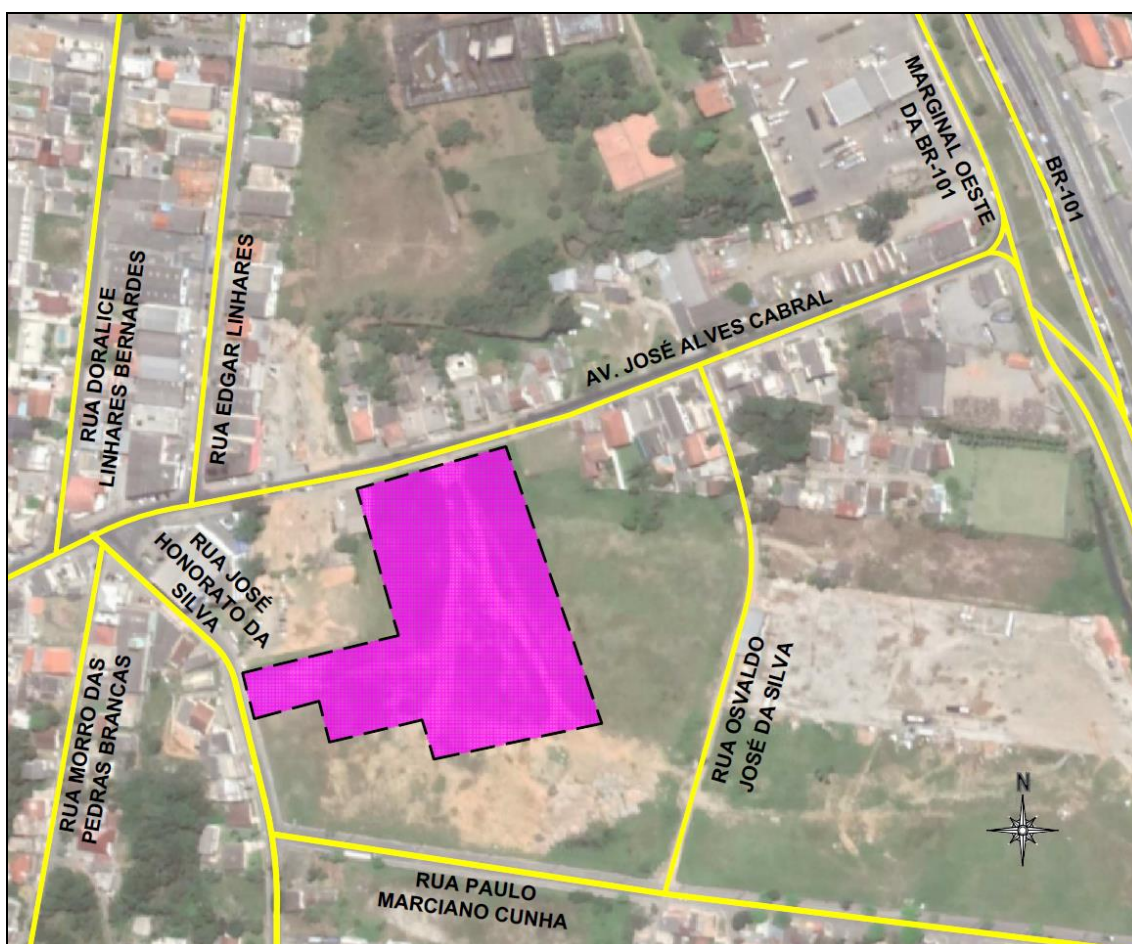 MARGINAL OESTE
DA BR-101
BR-101
RUA DORALICE
LINHARES BERNARDES
RUA EDGAR LINHARES
AV. JOSÉ ALVES CABRAL
RUA JOSÉ
HONORATO DA
SILVA
RUA MORRO DAS
PEDRAS BRANCAS
RUA OSVALDO
JOSÉ DA SILVA
N
RUA PAULO
MARCIANO CUNHA